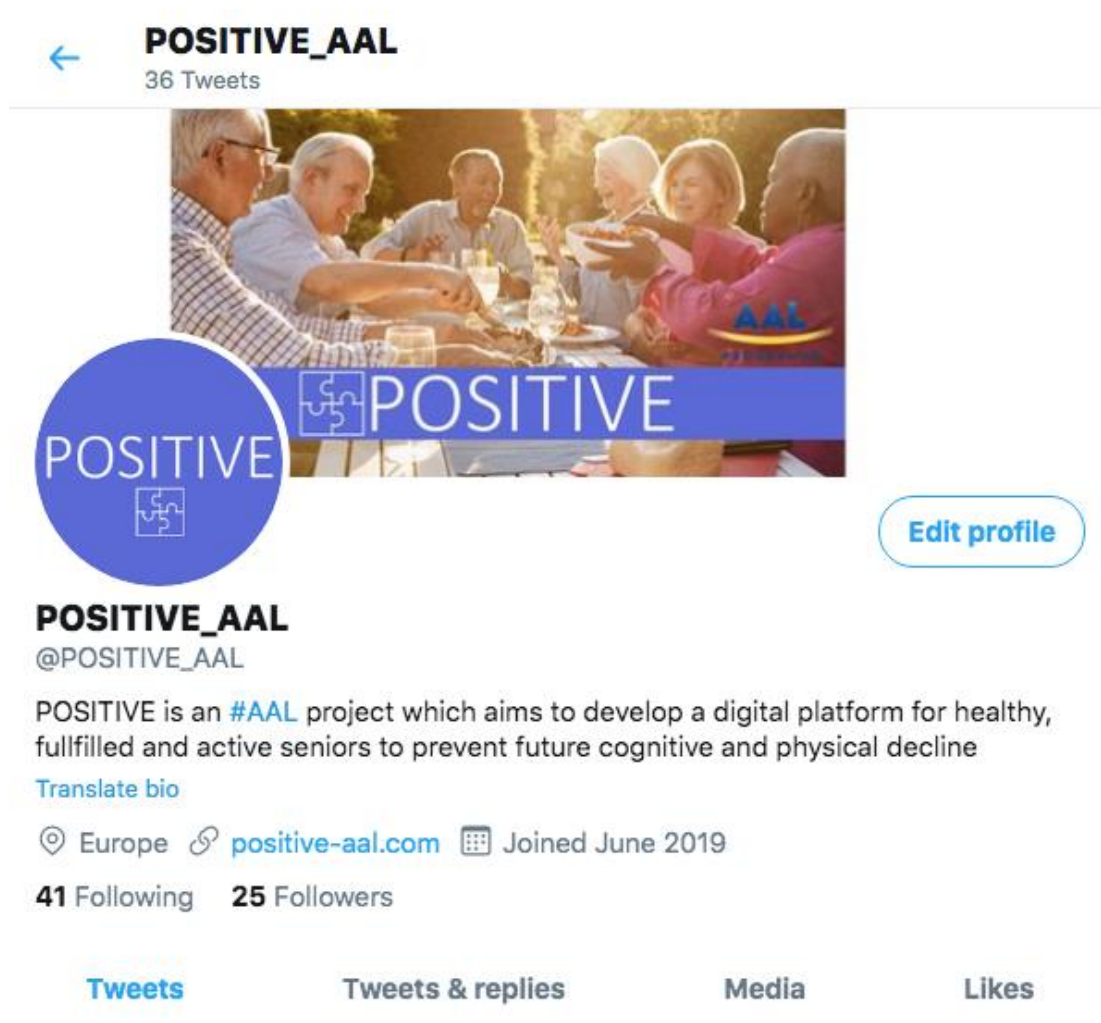 POSITIVE_AAL
36 Tweets
AAL
POSITIVE
POSITIVE
Edit profile
POSITIVE_AAL
@POSITIVE_AAL
POSITIVE is an #AAL project which aims to develop a digital platform for healthy,
fullfilled and active seniors to prevent future cognitive and physical decline
Translate bio
Europe positive-aal.com Joined June 2019
41 Following 25 Followers
Tweets Tweets & replies Media Likes